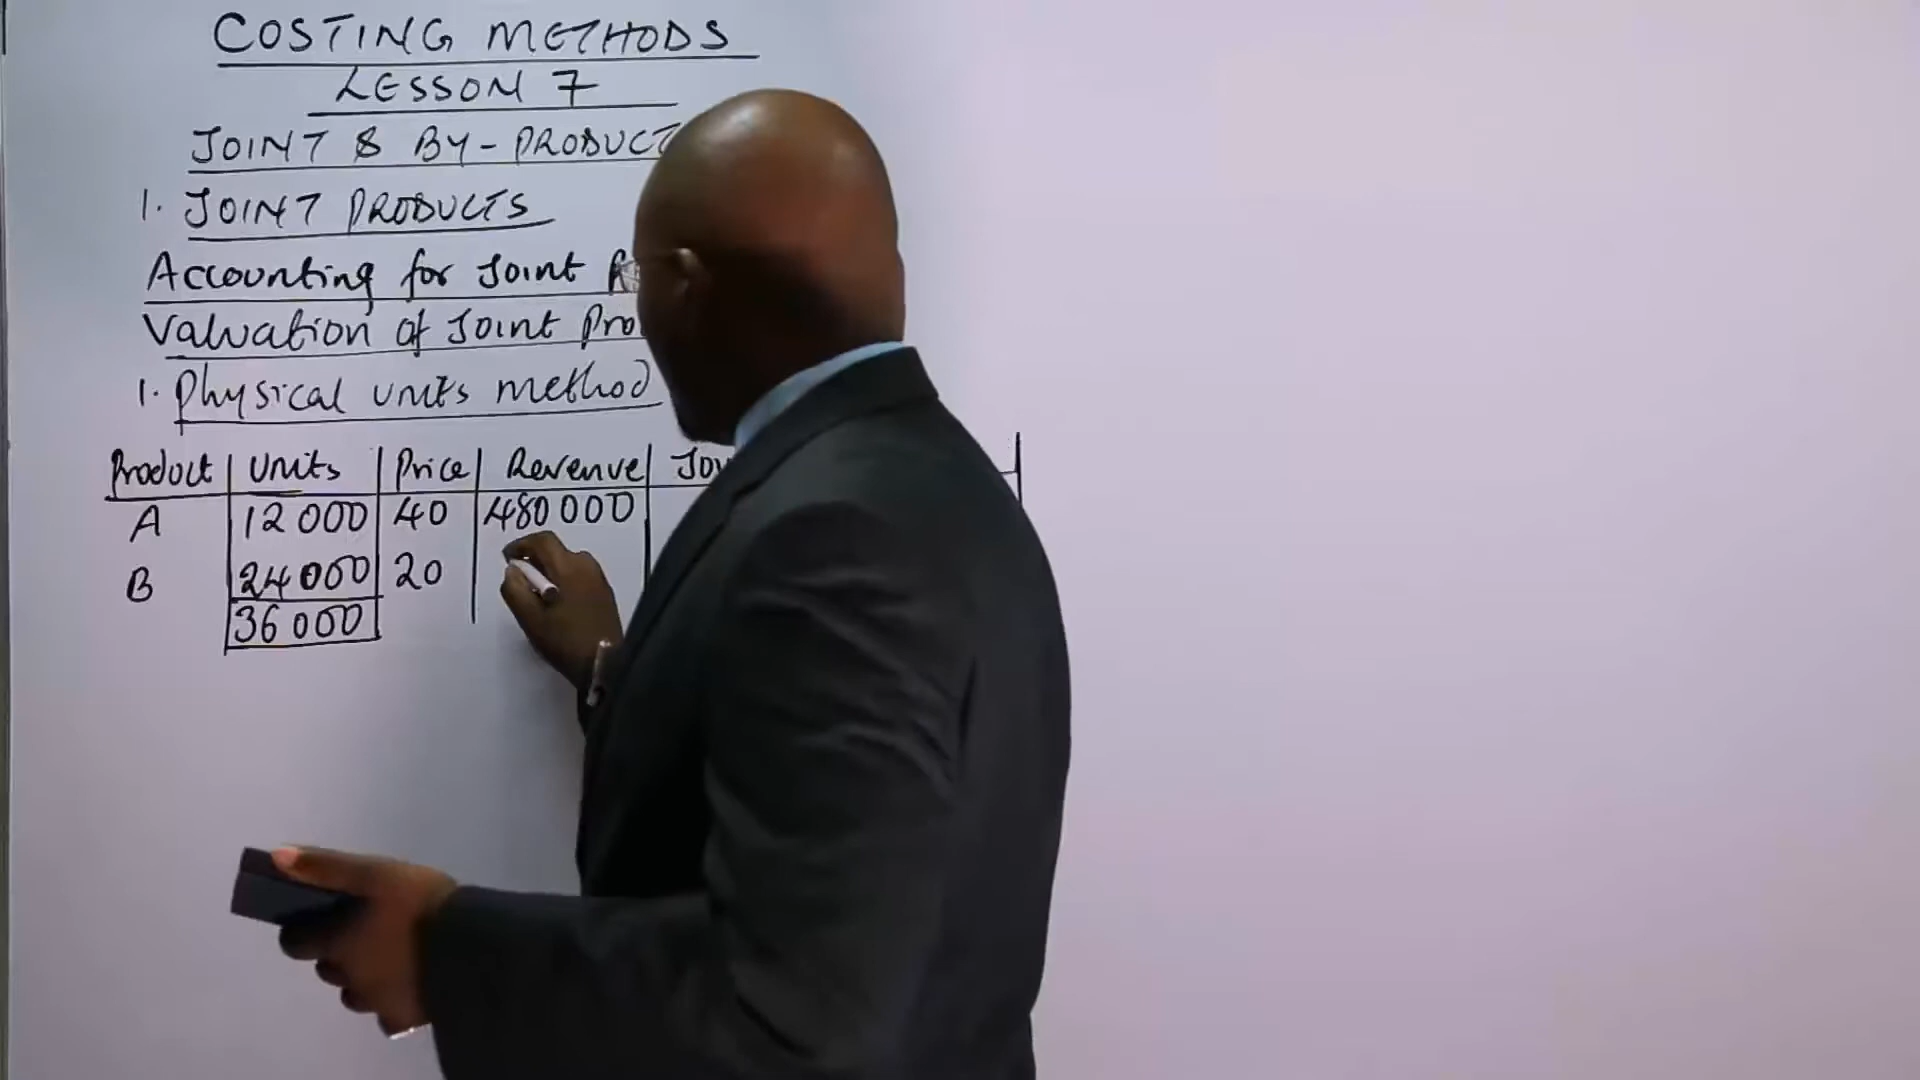 COSTING METHODS
LESSON 7
JOINT & BY-PRODUCT
1. JOINT PRODUCTS
Accounting for Joint
Valuation of Joint Pro
1. Physical units method
Product Units Price Revenue Jo
A 12 000 40 480 000
B 24 000 20
36 000